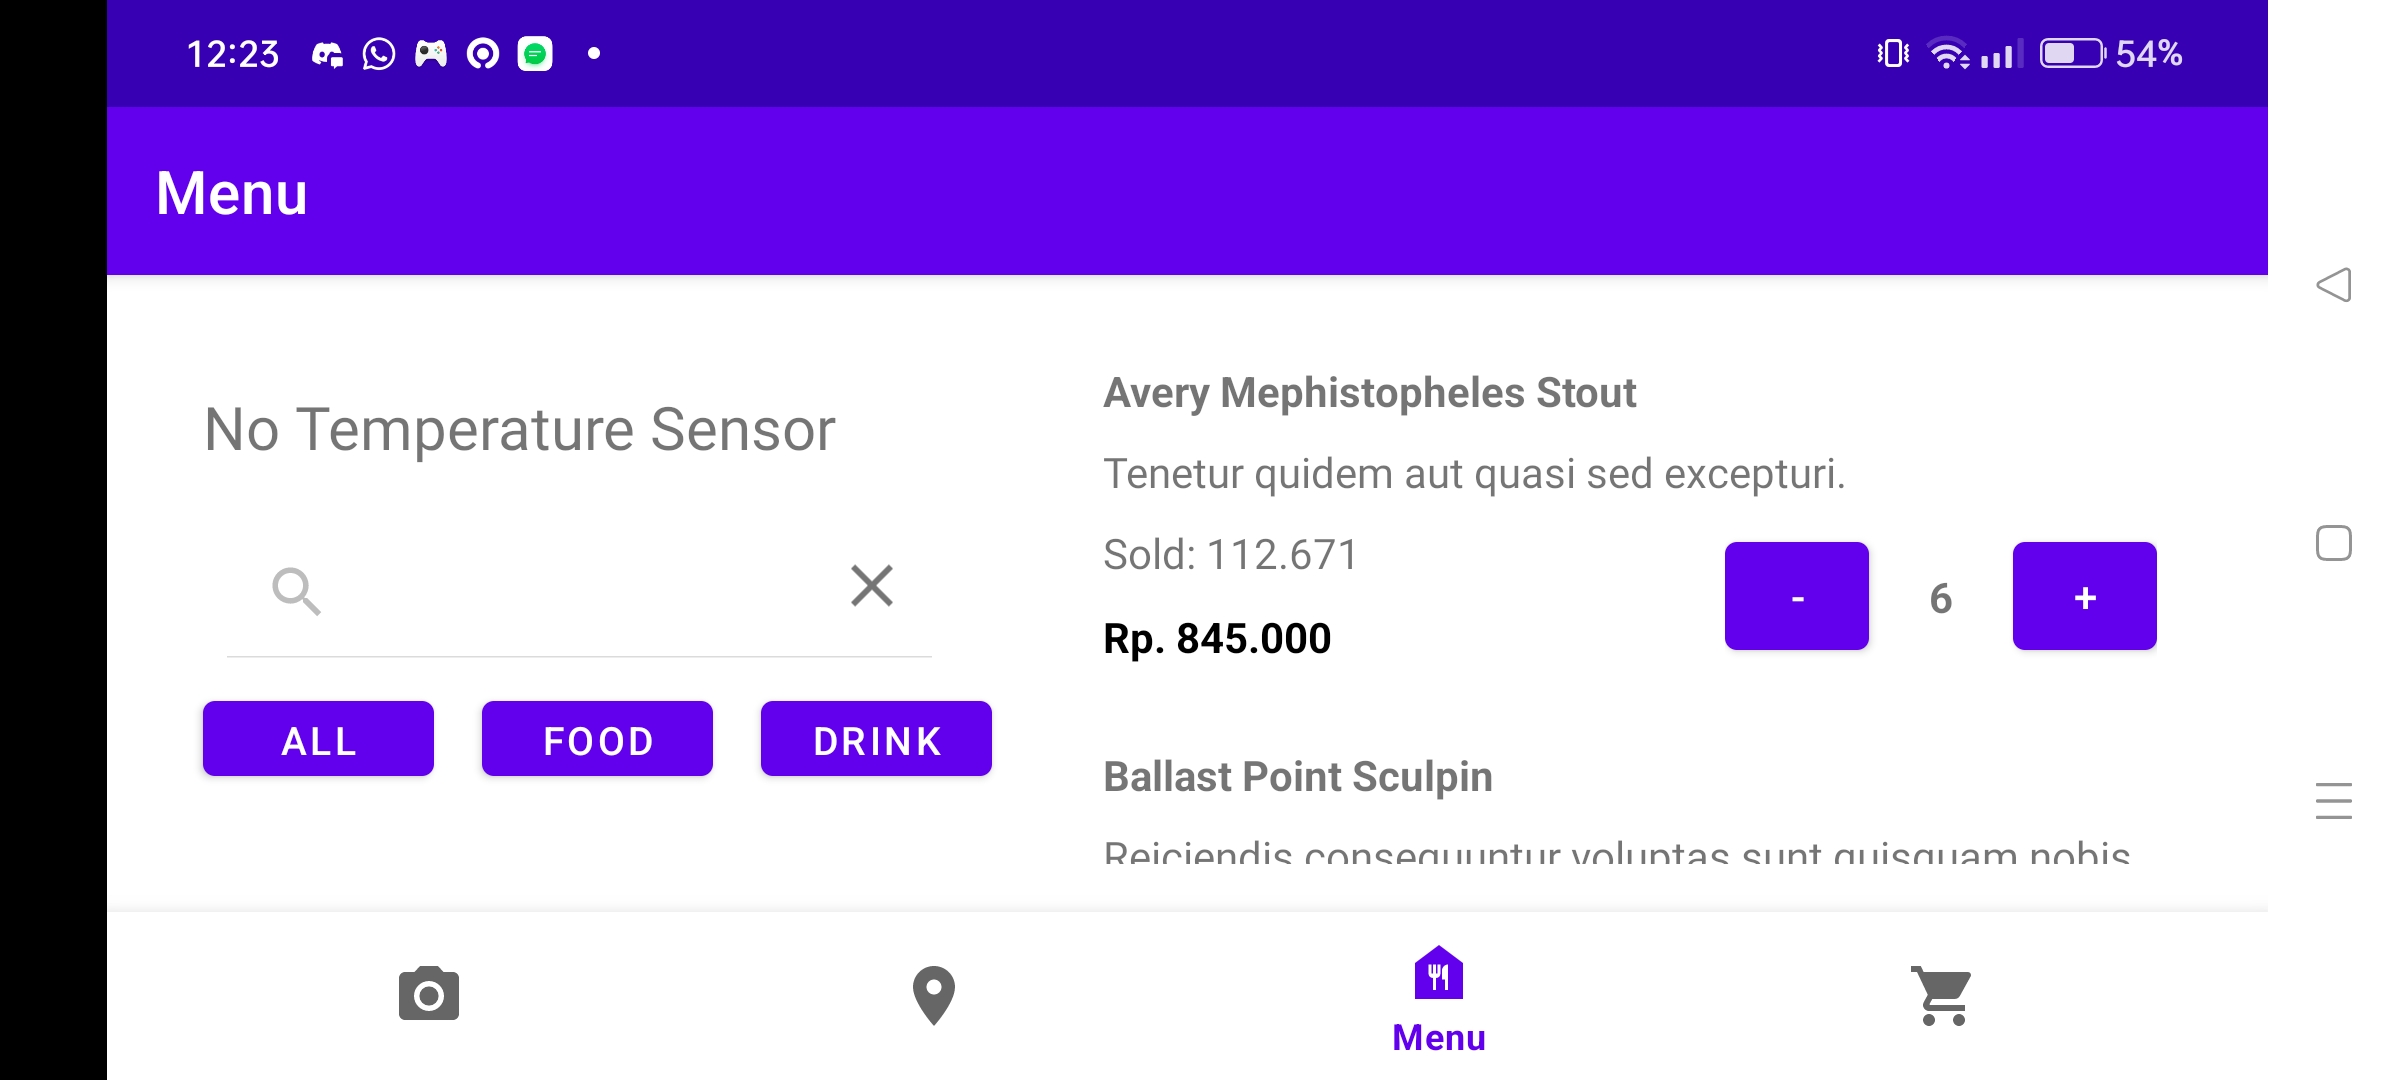 12:23
54%
Menu
No Temperature Sensor
ALL
FOOD
DRINK
Avery Mephistopheles Stout
Tenetur quidem aut quasi sed excepturi.
Sold: 112.671
Rp. 845.000
- 6 +
Ballast Point Sculpin
Reiciendis consequuntur voluptas sunt quisquam nobis
Menu